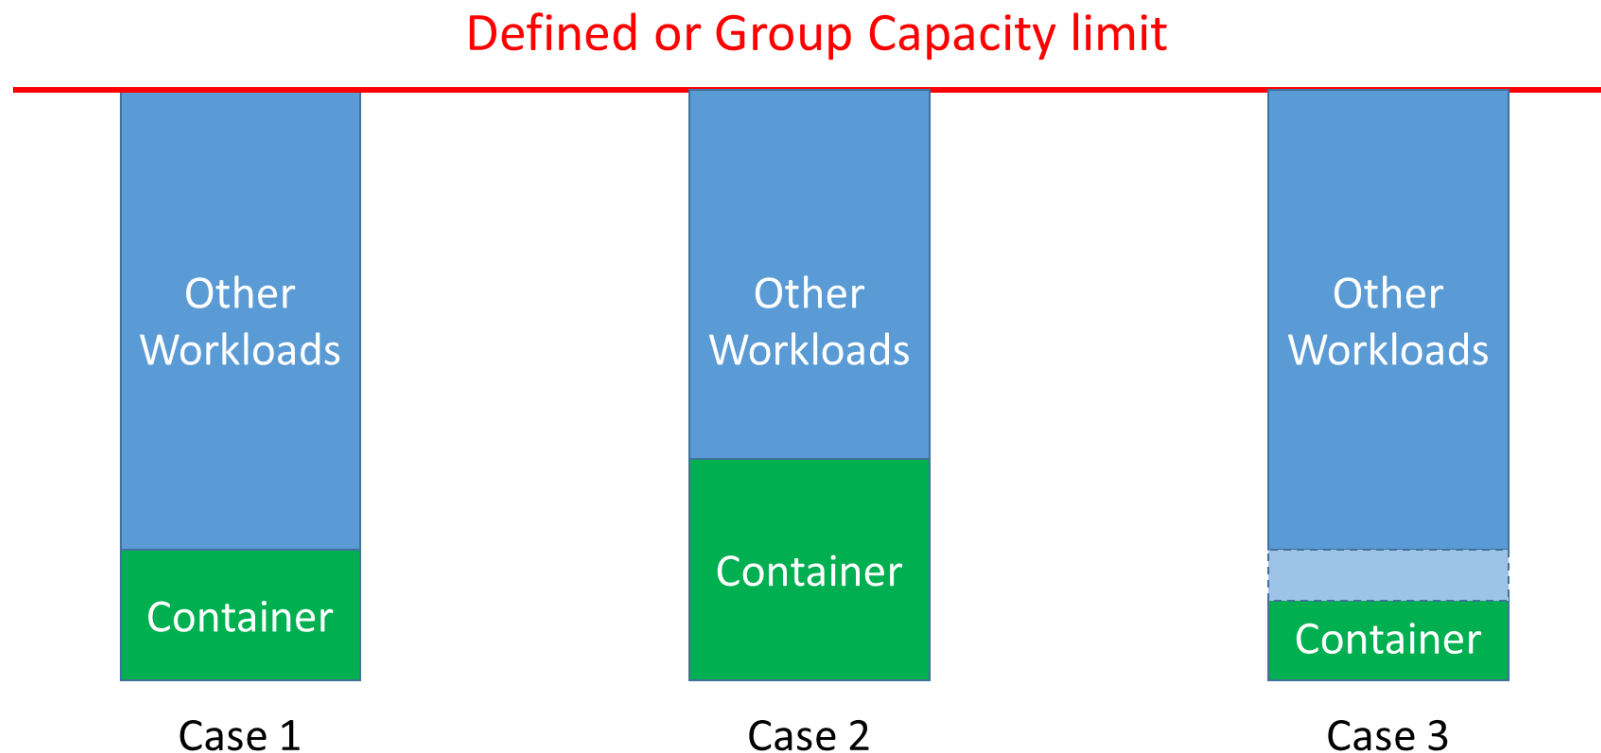 Defined or Group Capacity limit
Other
Workloads
Container
Case 1
Other
Workloads
Container
Case 2
Other
Workloads
Container
Case 3